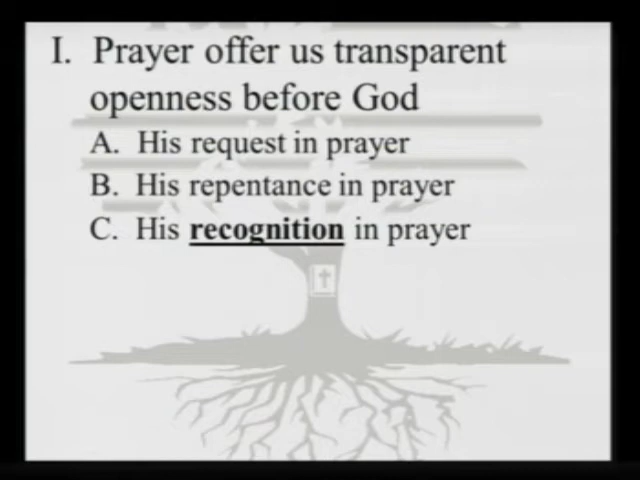 I. Prayer offer us transparent
openness before God
A. His request in prayer
B. His repentance in prayer
C. His recognition in prayer